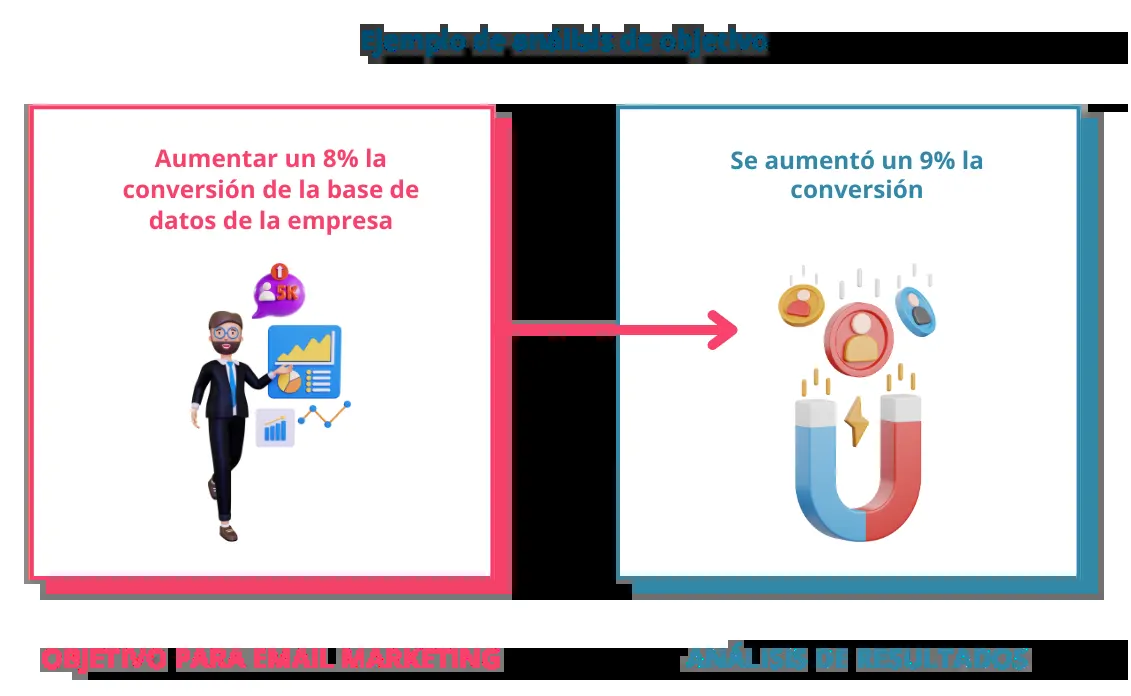 Ejemplo de análisis de objetivo
Aumentar un 8% la
conversión de la base de
datos de la empresa
Se aumentó un 9% la
conversión
5K
OBJETIVO PARA EMAIL MARKETING
ANÁLISIS DE RESULTADOS